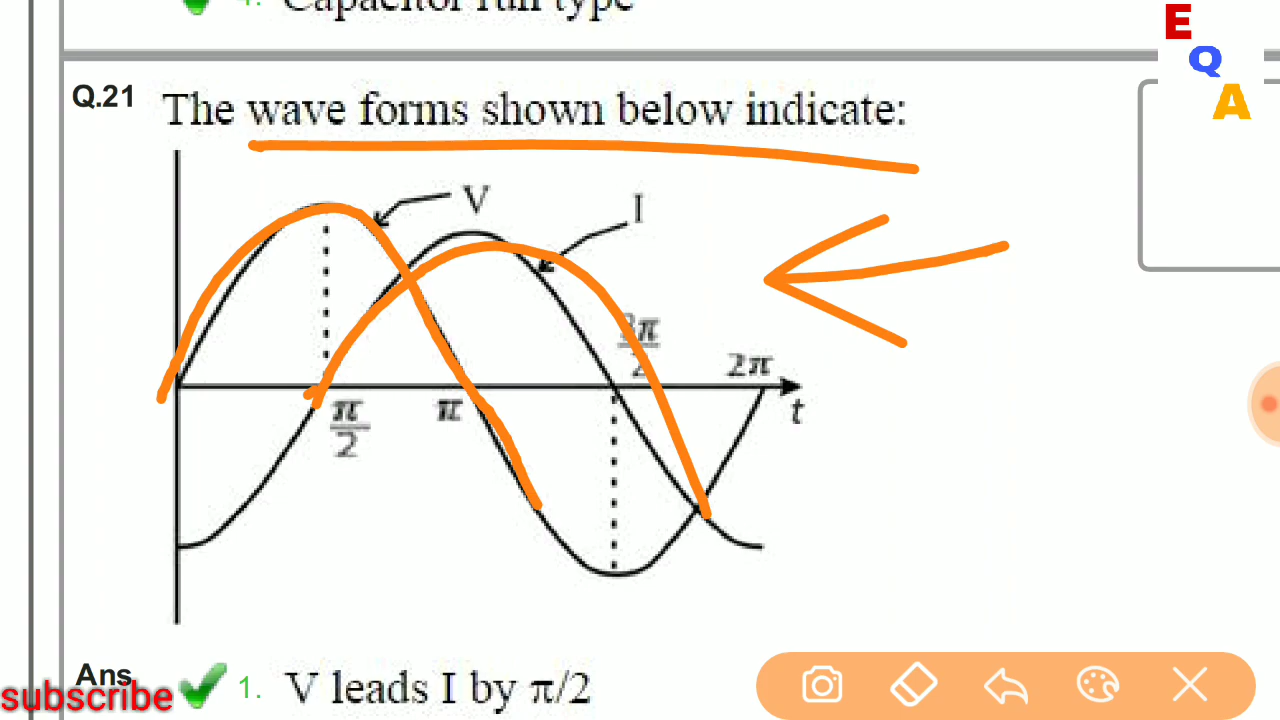 4. Capacitor run type
E
Q
A
Q.21 The wave forms shown below indicate:
V
I
3π/2
2π
π/2
π
t
Ans
subscribe
1. V leads I by π/2